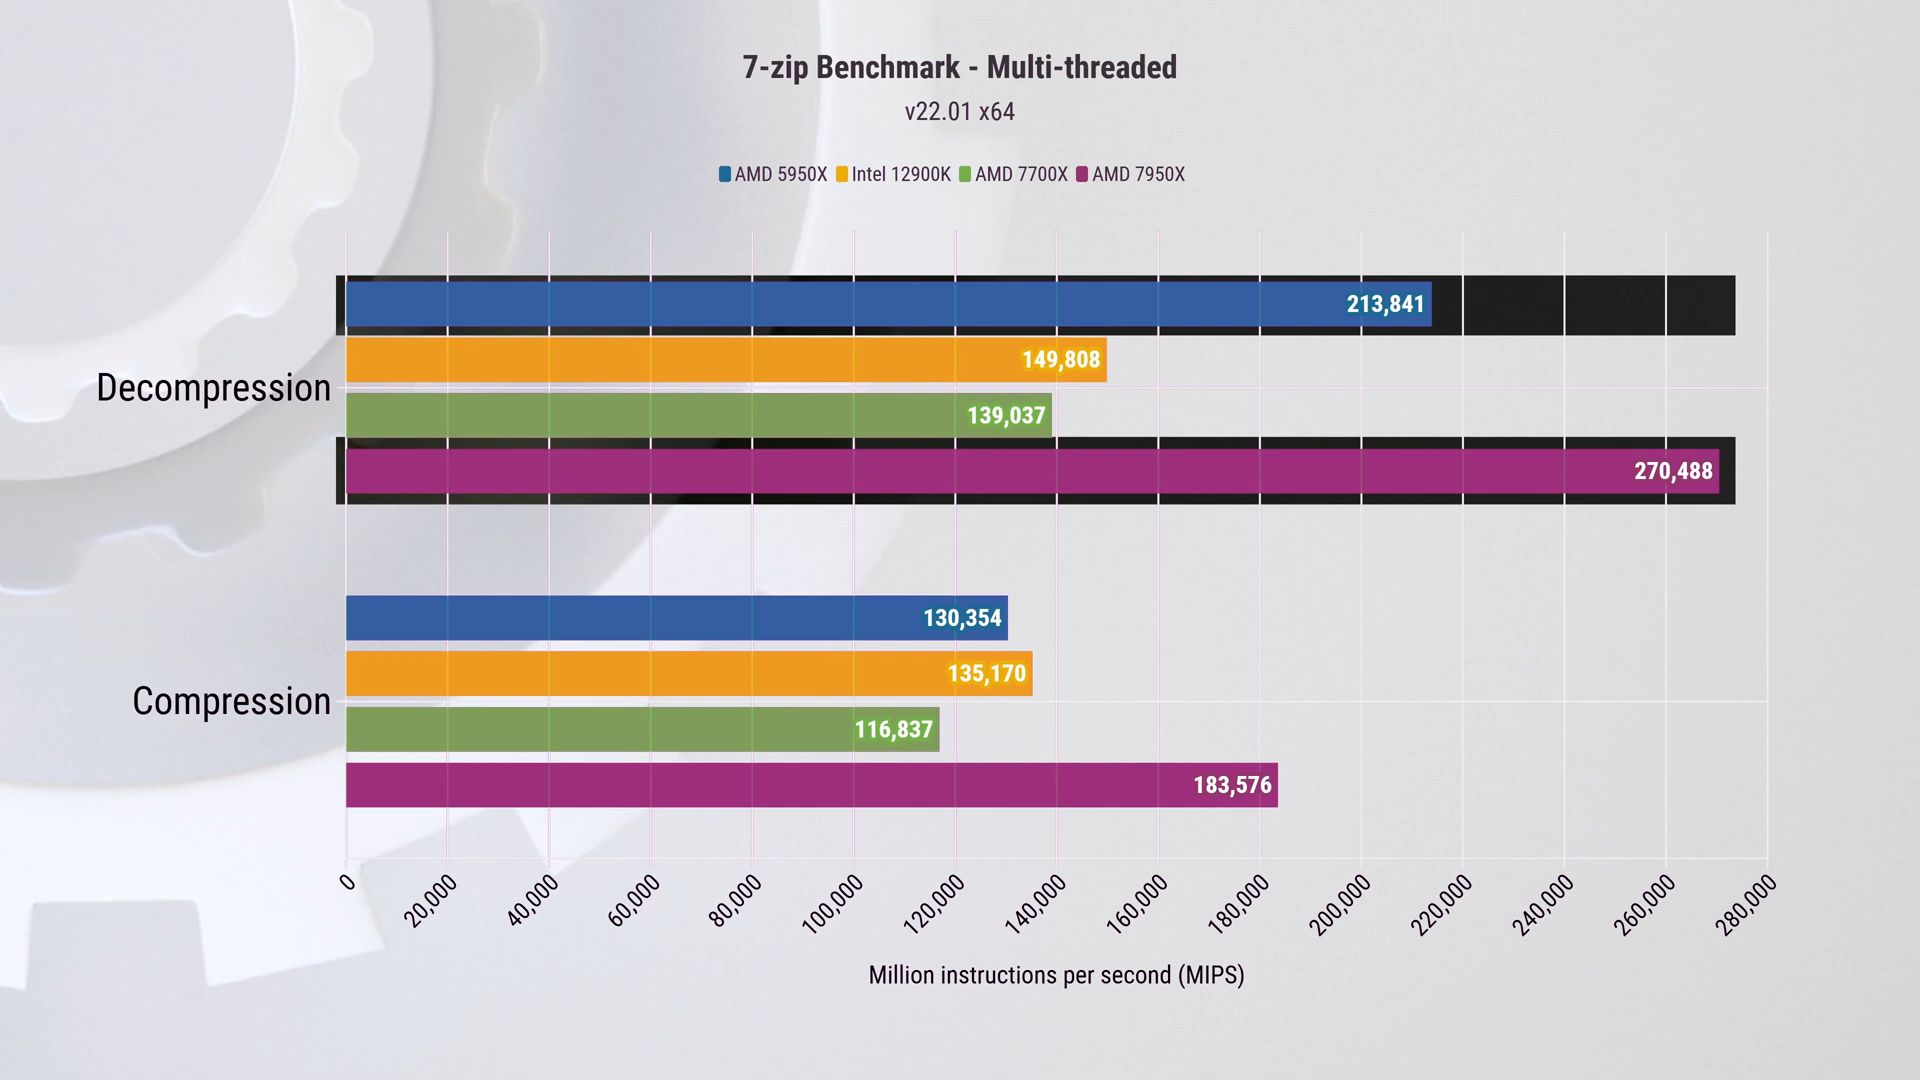 7-zip Benchmark - Multi-threaded
v22.01 x64
AMD 5950X Intel 12900K AMD 7700X AMD 7950X
213,841
149,808
Decompression
139,037
270,488
130,354
135,170
Compression
116,837
183,576
0 20,000 40,000 60,000 80,000 100,000 120,000 140,000 160,000 180,000 200,000 220,000 240,000 260,000 280,000
Million instructions per second (MIPS)